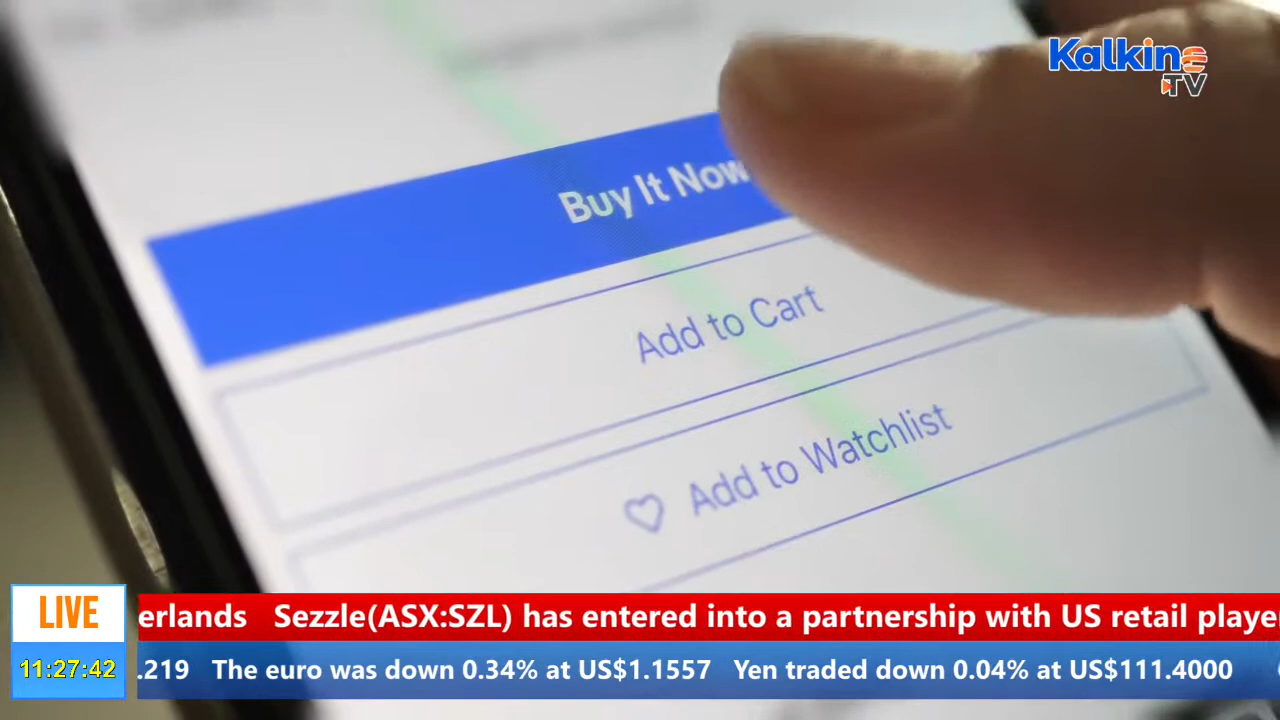 Kalkine
TV
Buy It Now
Add to Cart
Add to Watchlist
LIVE
erlands Sezzle(ASX:SZL) has entered into a partnership with US retail playe
11:27:42
.219 The euro was down 0.34% at US$1.1557 Yen traded down 0.04% at US$111.4000